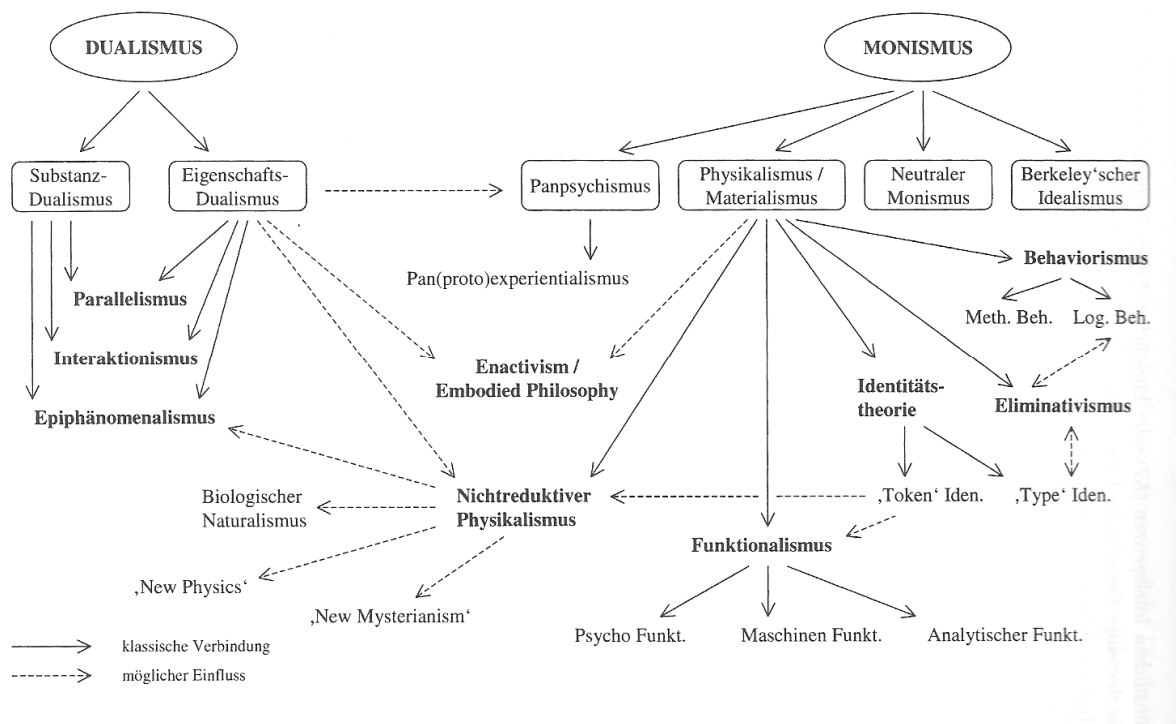 DUALISMUS
MONISMUS
Substanz-
Dualismus
Eigenschafts-
Dualismus
Panpsychismus
Physikalismus /
Materialismus
Neutraler
Monismus
Berkeley‘scher
Idealismus
Pan(proto)experientialismus
Behaviorismus
Parallelismus
Meth. Beh.
Log. Beh.
Interaktionismus
Enactivism /
Embodied Philosophy
Identitäts-
theorie
Eliminativismus
Epiphänomenalismus
Biologischer
Naturalismus
Nichtreduktiver
Physikalismus
‚Token‘ Iden.
‚Type‘ Iden.
Funktionalismus
‚New Physics‘
‚New Mysterianism‘
Psycho Funkt.
Maschinen Funkt.
Analytischer Funkt.
klassische Verbindung
möglicher Einfluss